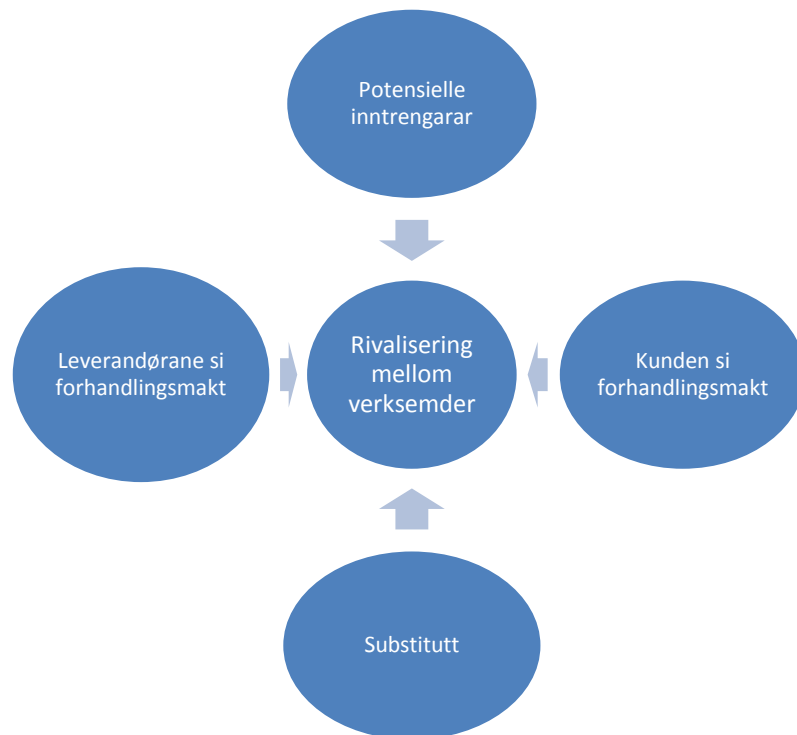 Potensielle
inntrengarar
Leverandørane si
forhandlingsmakt
Rivalisering
mellom
verksemder
Kunden si
forhandlingsmakt
Substitutt